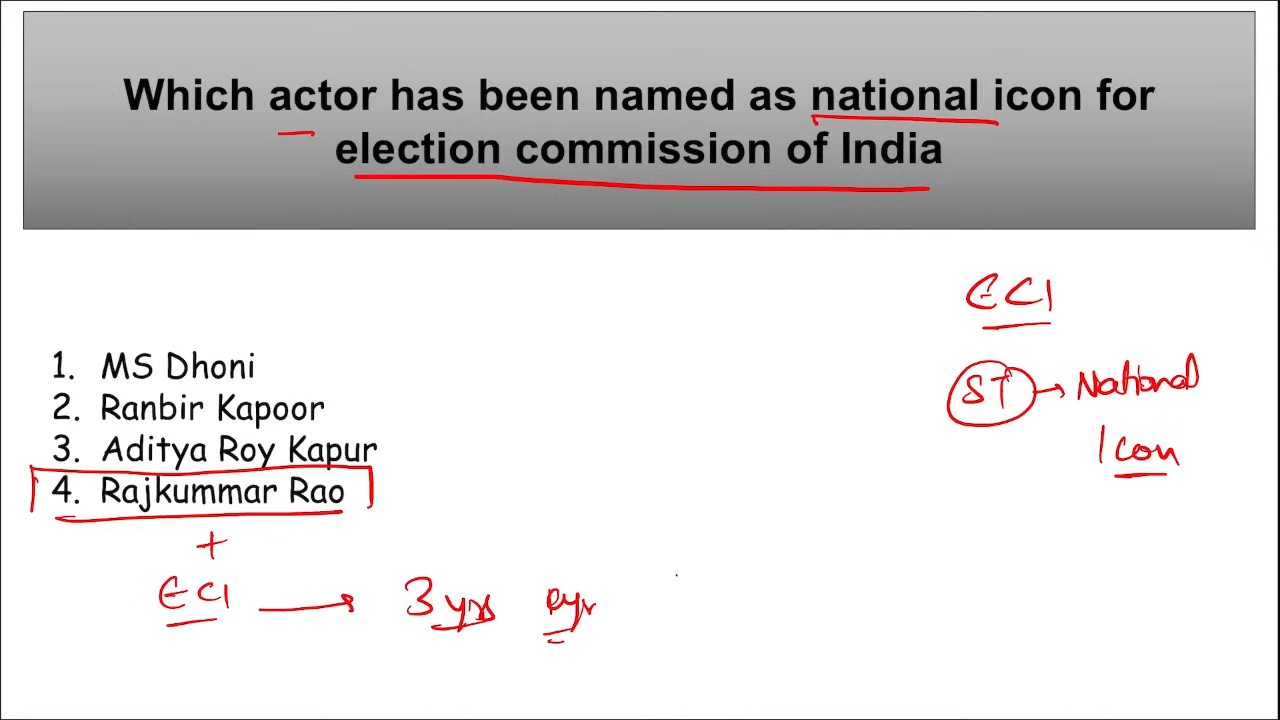 Which actor has been named as national icon for
election commission of India
ECI
1. MS Dhoni
2. Ranbir Kapoor
3. Aditya Roy Kapur
4. Rajkummar Rao
ST → National
Icon
+
ECI → 3 yrs